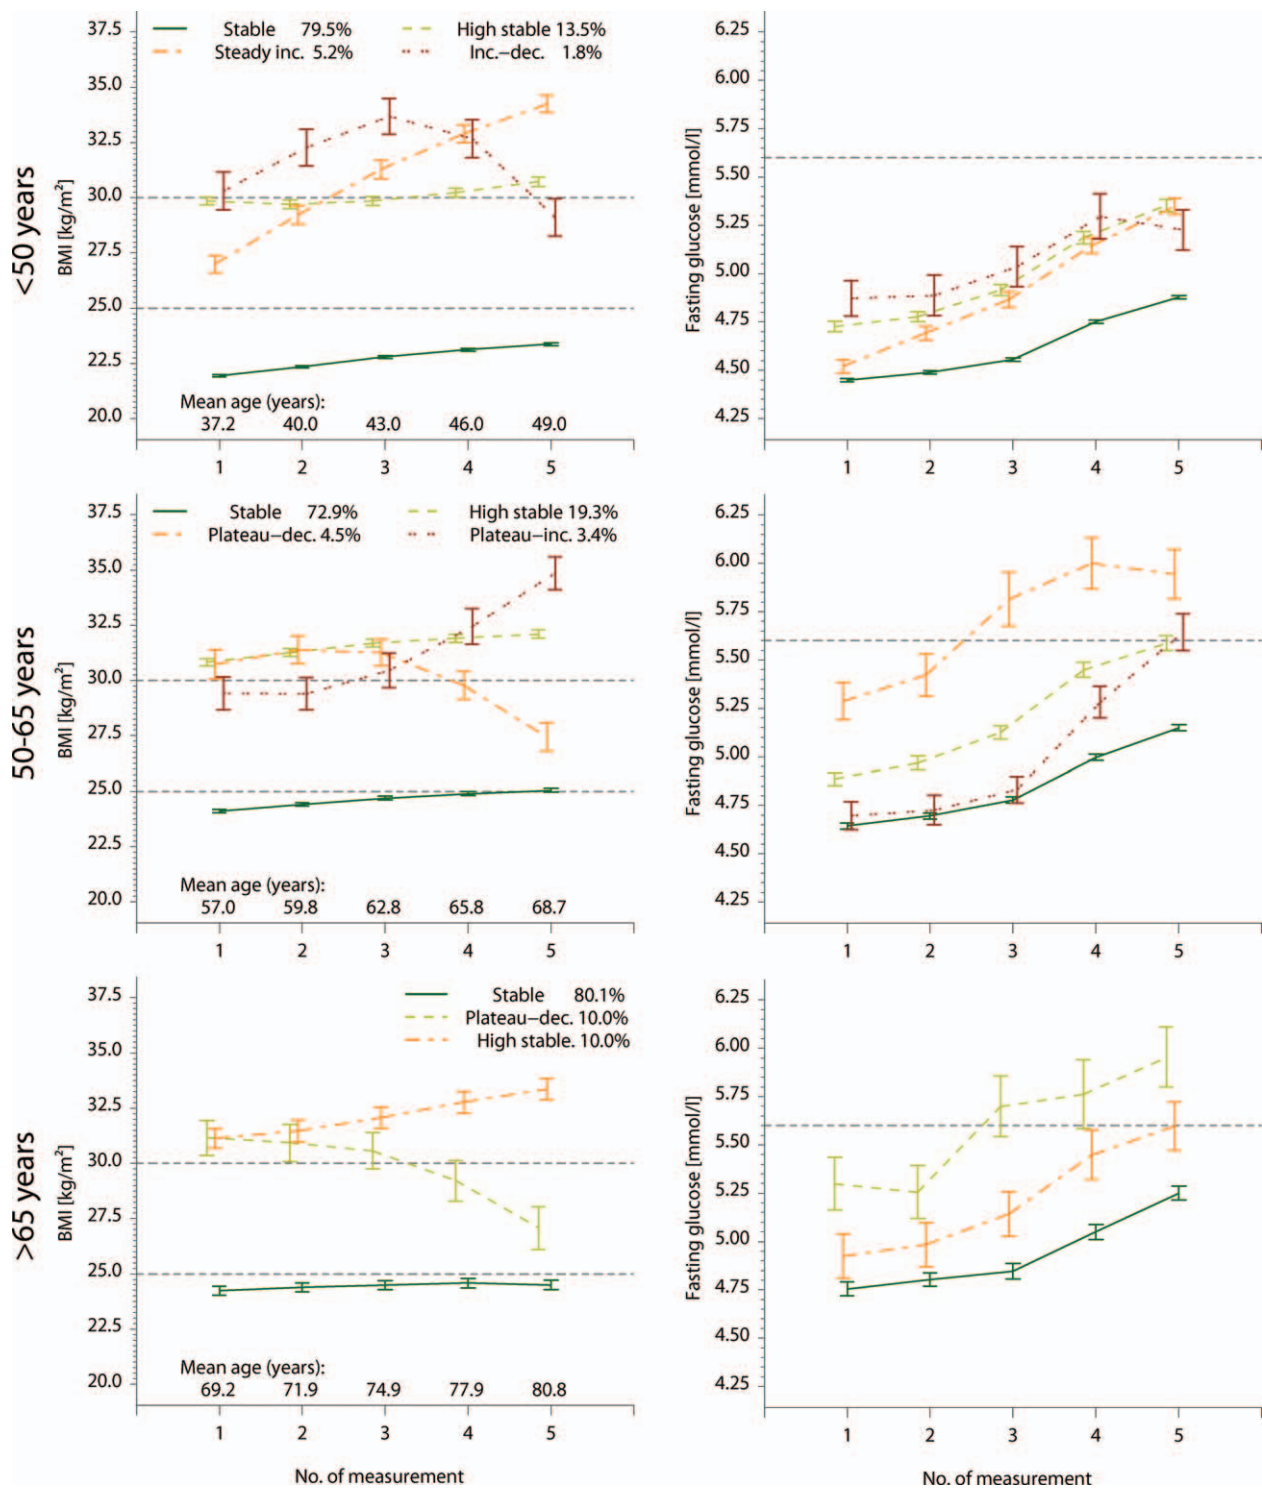 <50 years
BMI [kg/m²]
37.5
35.0
32.5
30.0
27.5
25.0
22.5
20.0
Stable 79.5%
High stable 13.5%
Steady inc. 5.2%
Inc.–dec. 1.8%
Mean age (years):
37.2 40.0 43.0 46.0 49.0
1 2 3 4 5
Fasting glucose [mmol/l]
6.25
6.00
5.75
5.50
5.25
5.00
4.75
4.50
4.25
1 2 3 4 5
50-65 years
BMI [kg/m²]
37.5
35.0
32.5
30.0
27.5
25.0
22.5
20.0
Stable 72.9%
High stable 19.3%
Plateau–dec. 4.5%
Plateau–inc. 3.4%
Mean age (years):
57.0 59.8 62.8 65.8 68.7
1 2 3 4 5
Fasting glucose [mmol/l]
6.25
6.00
5.75
5.50
5.25
5.00
4.75
4.50
4.25
1 2 3 4 5
>65 years
BMI [kg/m²]
37.5
35.0
32.5
30.0
27.5
25.0
22.5
20.0
Stable 80.1%
Plateau–dec. 10.0%
High stable. 10.0%
Mean age (years):
69.2 71.9 74.9 77.9 80.8
1 2 3 4 5
No. of measurement
Fasting glucose [mmol/l]
6.25
6.00
5.75
5.50
5.25
5.00
4.75
4.50
4.25
1 2 3 4 5
No. of measurement